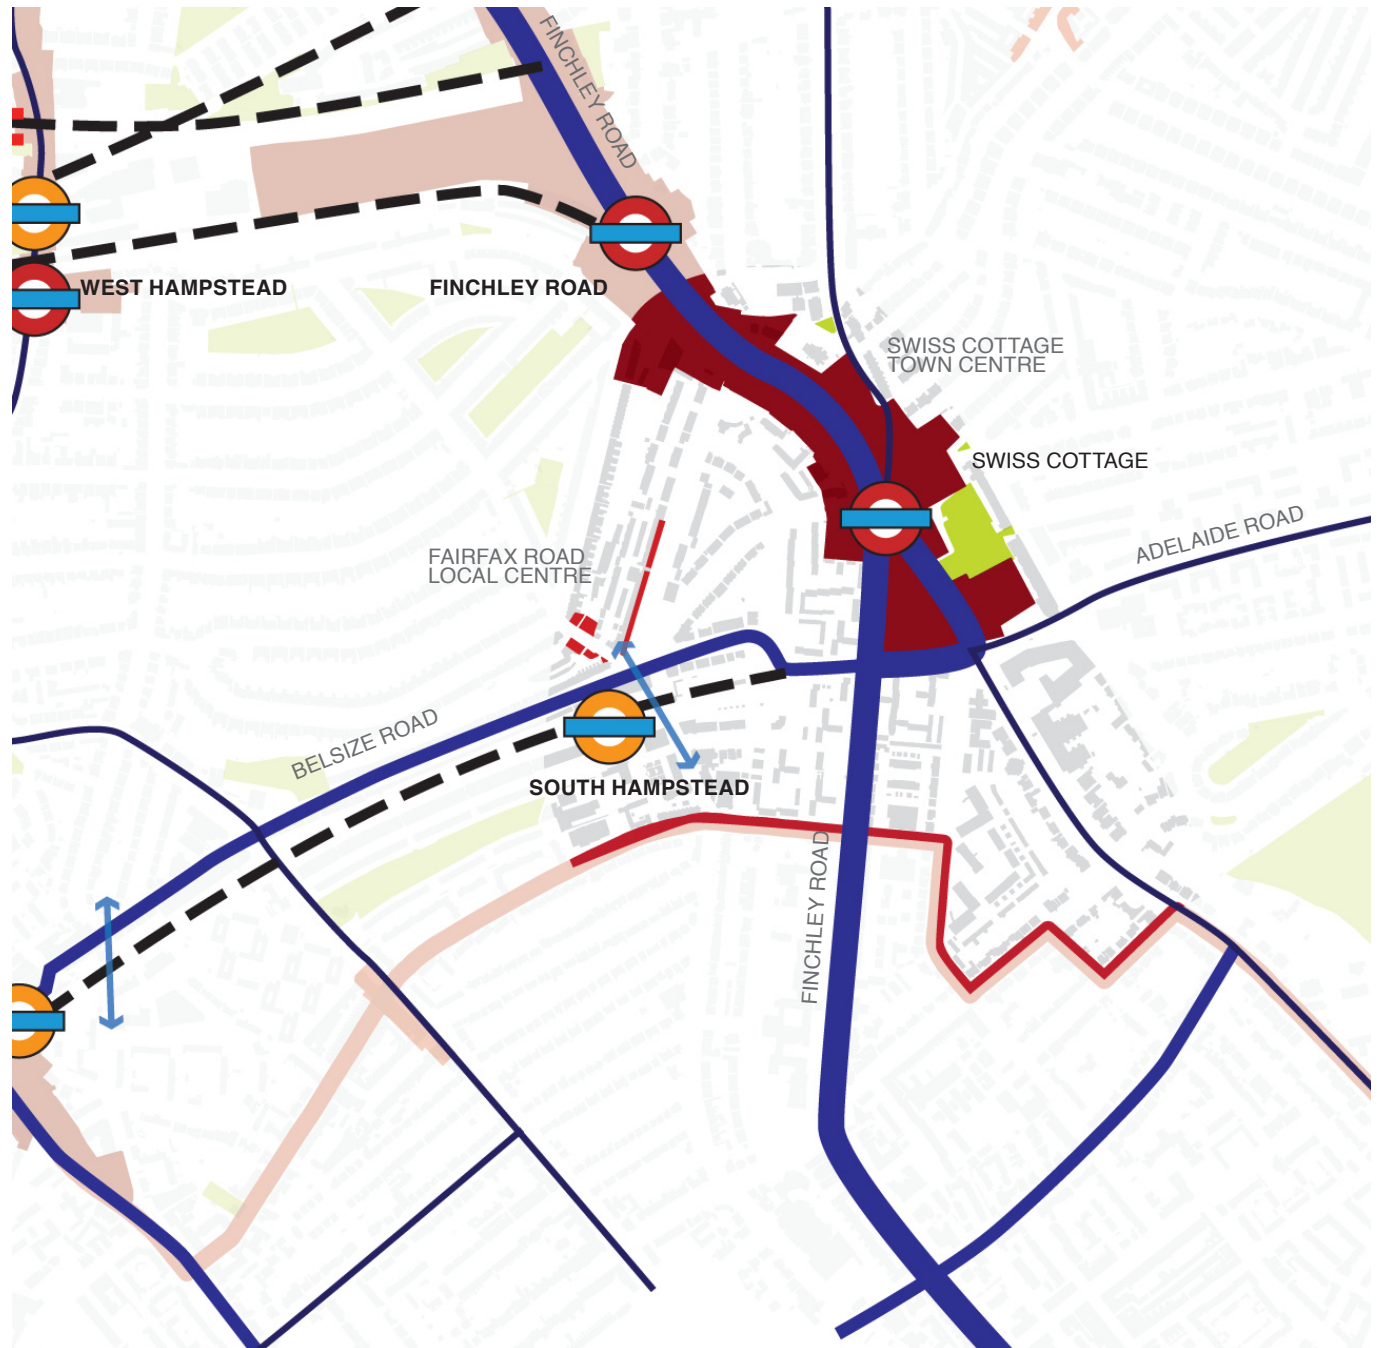 FINCHLEY ROAD
WEST HAMPSTEAD
FINCHLEY ROAD
SWISS COTTAGE
TOWN CENTRE
SWISS COTTAGE
ADELAIDE ROAD
FAIRFAX ROAD
LOCAL CENTRE
BELSIZE ROAD
SOUTH HAMPSTEAD
FINCHLEY ROAD